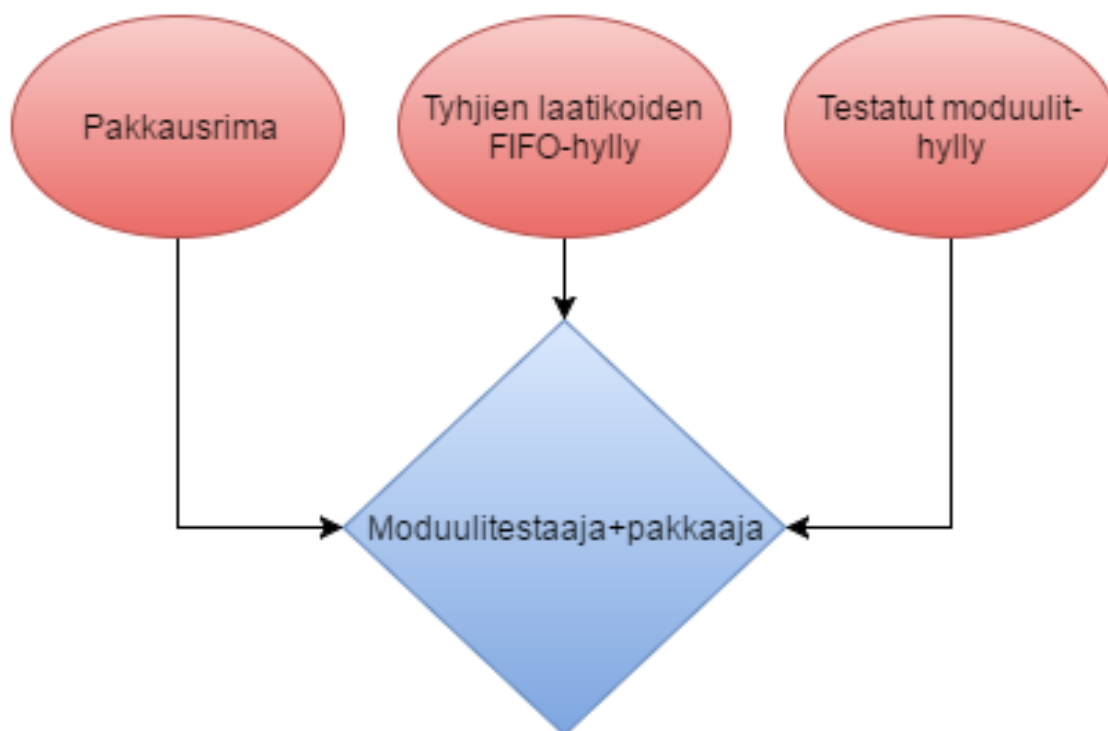 Pakkausrima
Tyhjien laatikoiden
FIFO-hylly
Testatut moduulit-
hylly
Moduulitestaaja+pakkaaja